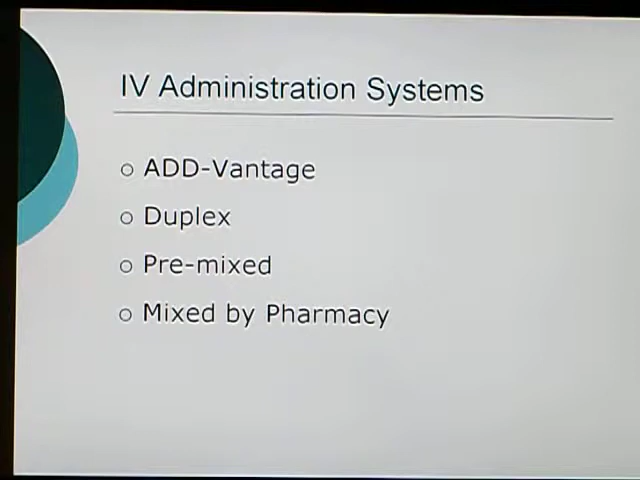 IV Administration Systems
ADD-Vantage
Duplex
Pre-mixed
Mixed by Pharmacy